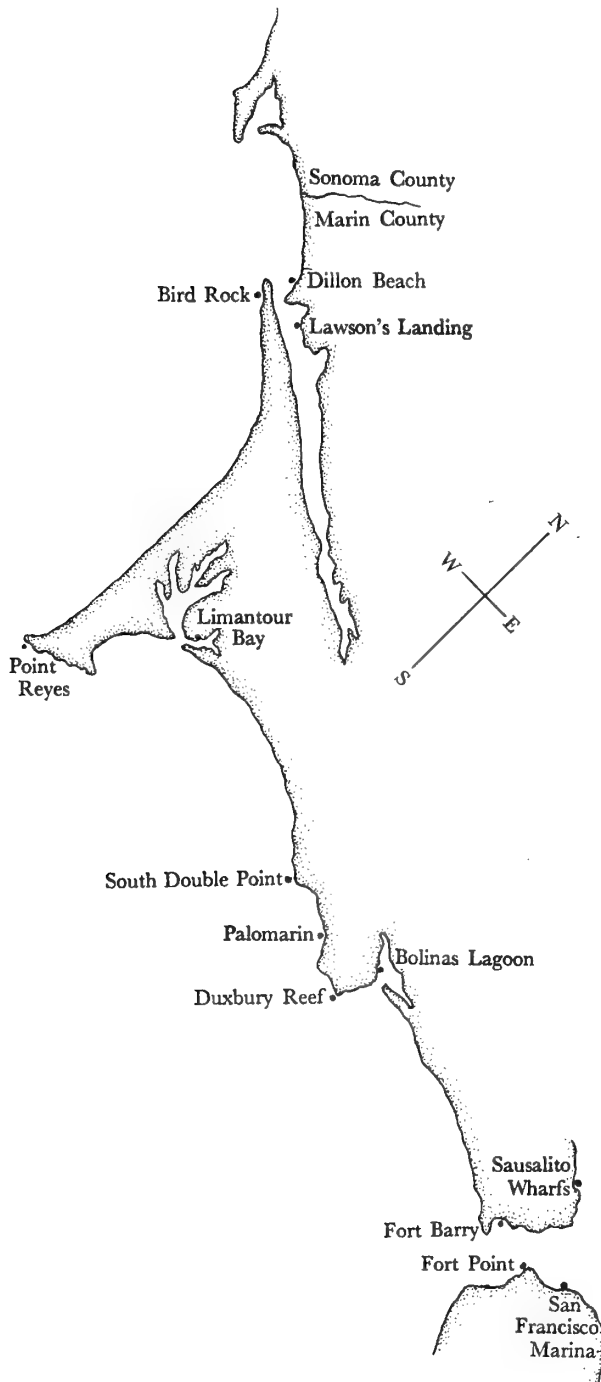 Sonoma County
Marin County
Dillon Beach
Bird Rock
Lawson's Landing
N
W
E
S
Limantour
Bay
Point
Reyes
South Double Point
Palomarin
Bolinas Lagoon
Duxbury Reef
Sausalito
Wharfs
Fort Barry
Fort Point
San
Francisco
Marina